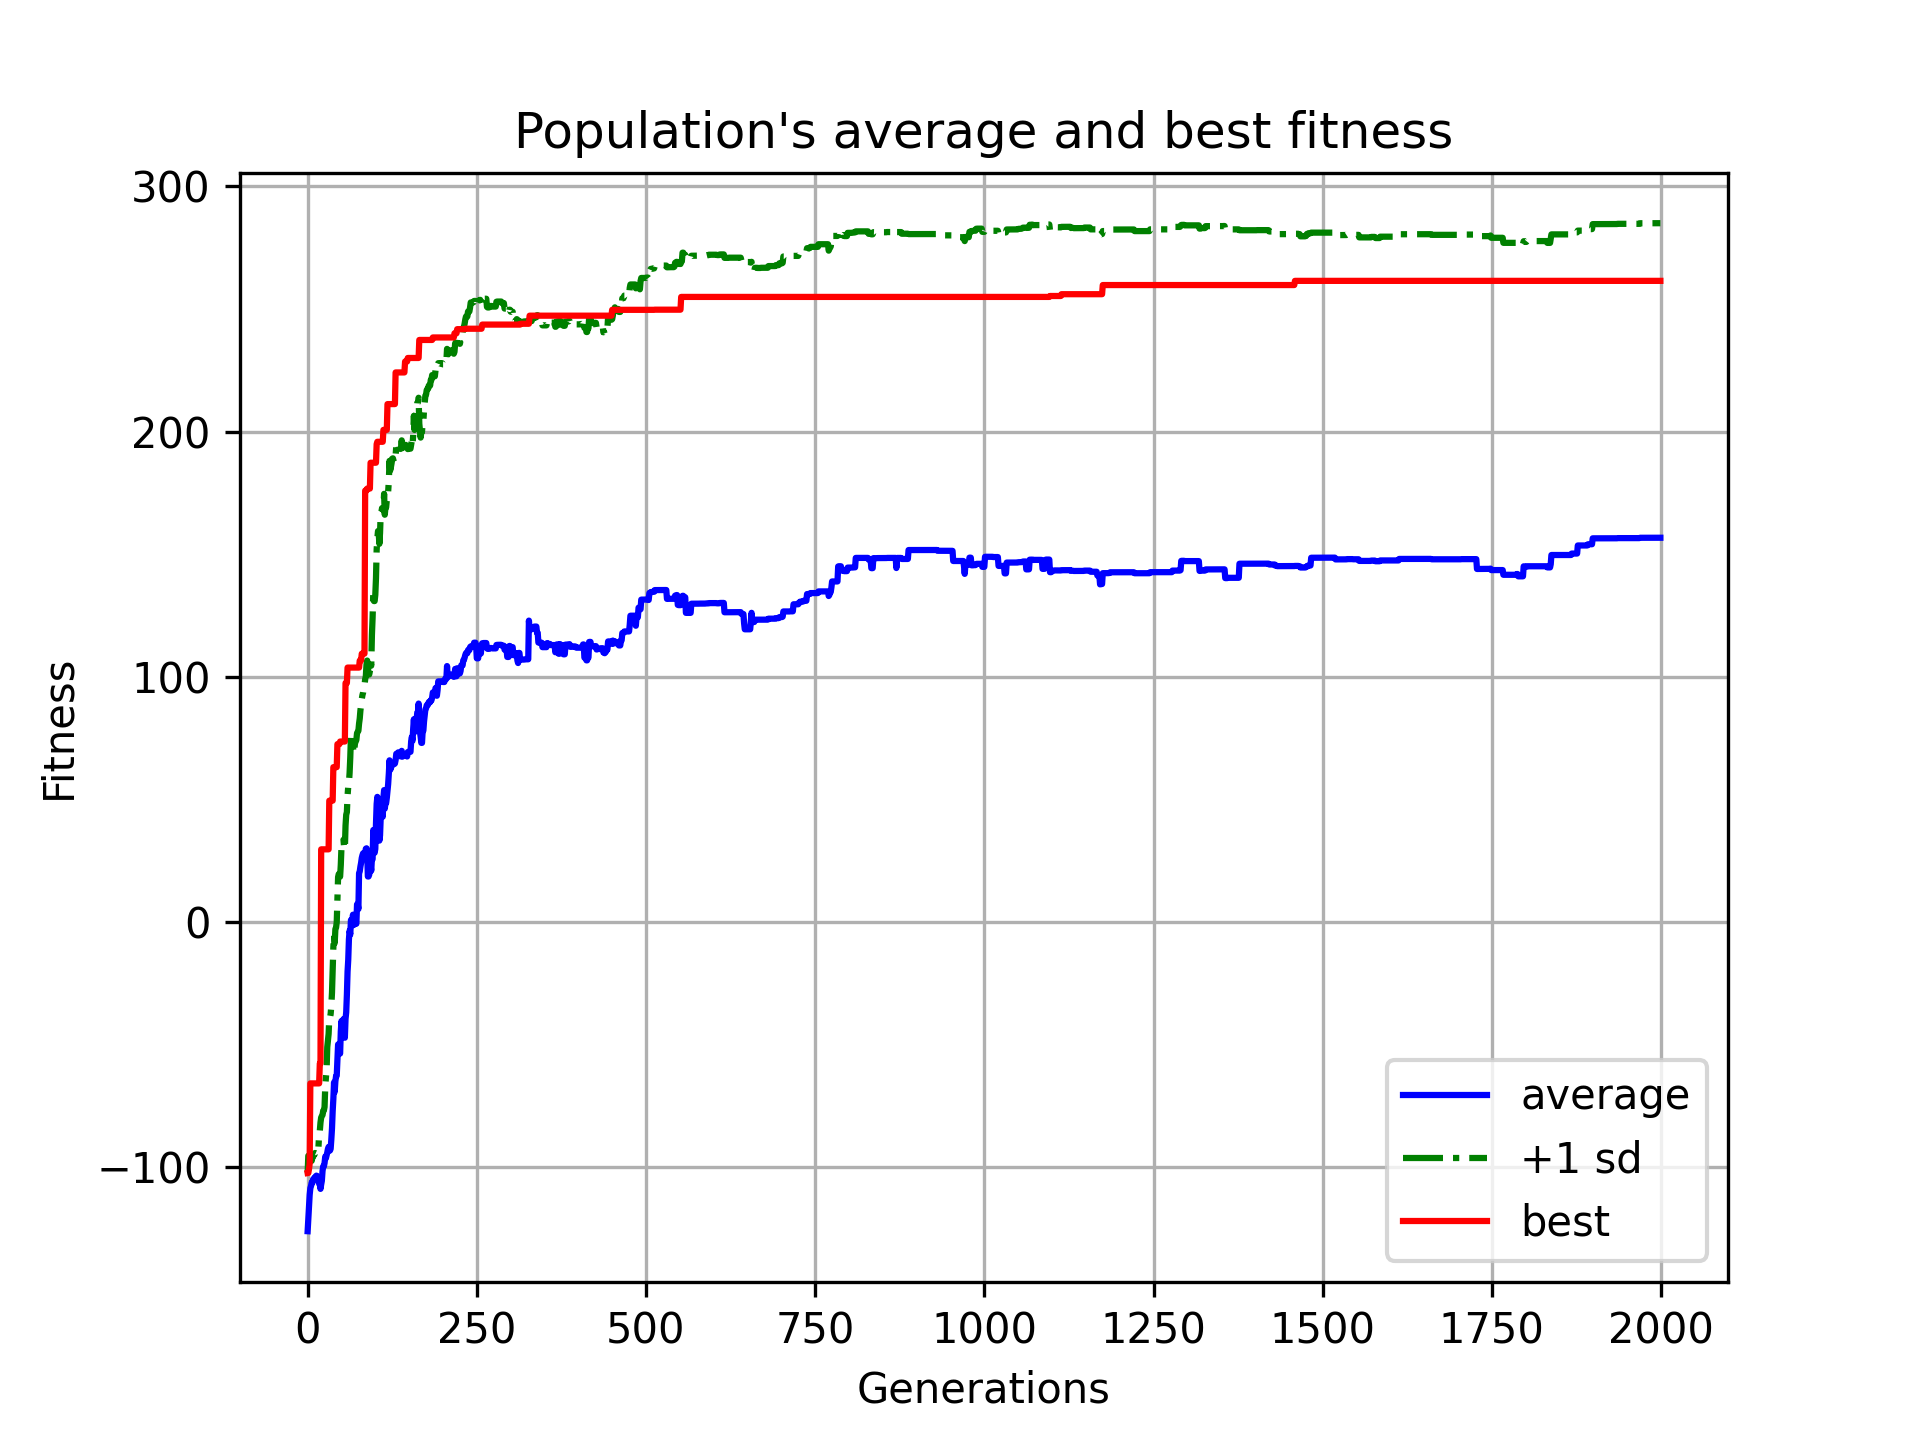 Population's average and best fitness
300
200
100
0
−100
Fitness
0 250 500 750 1000 1250 1500 1750 2000
Generations
average
+1 sd
best